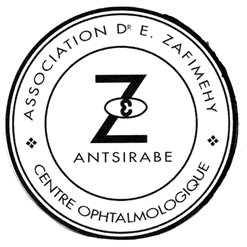 ASSOCIATION Dr E. ZAFIMEHY
Z
ANTSIRABE
CENTRE OPHTALMOLOGIQUE